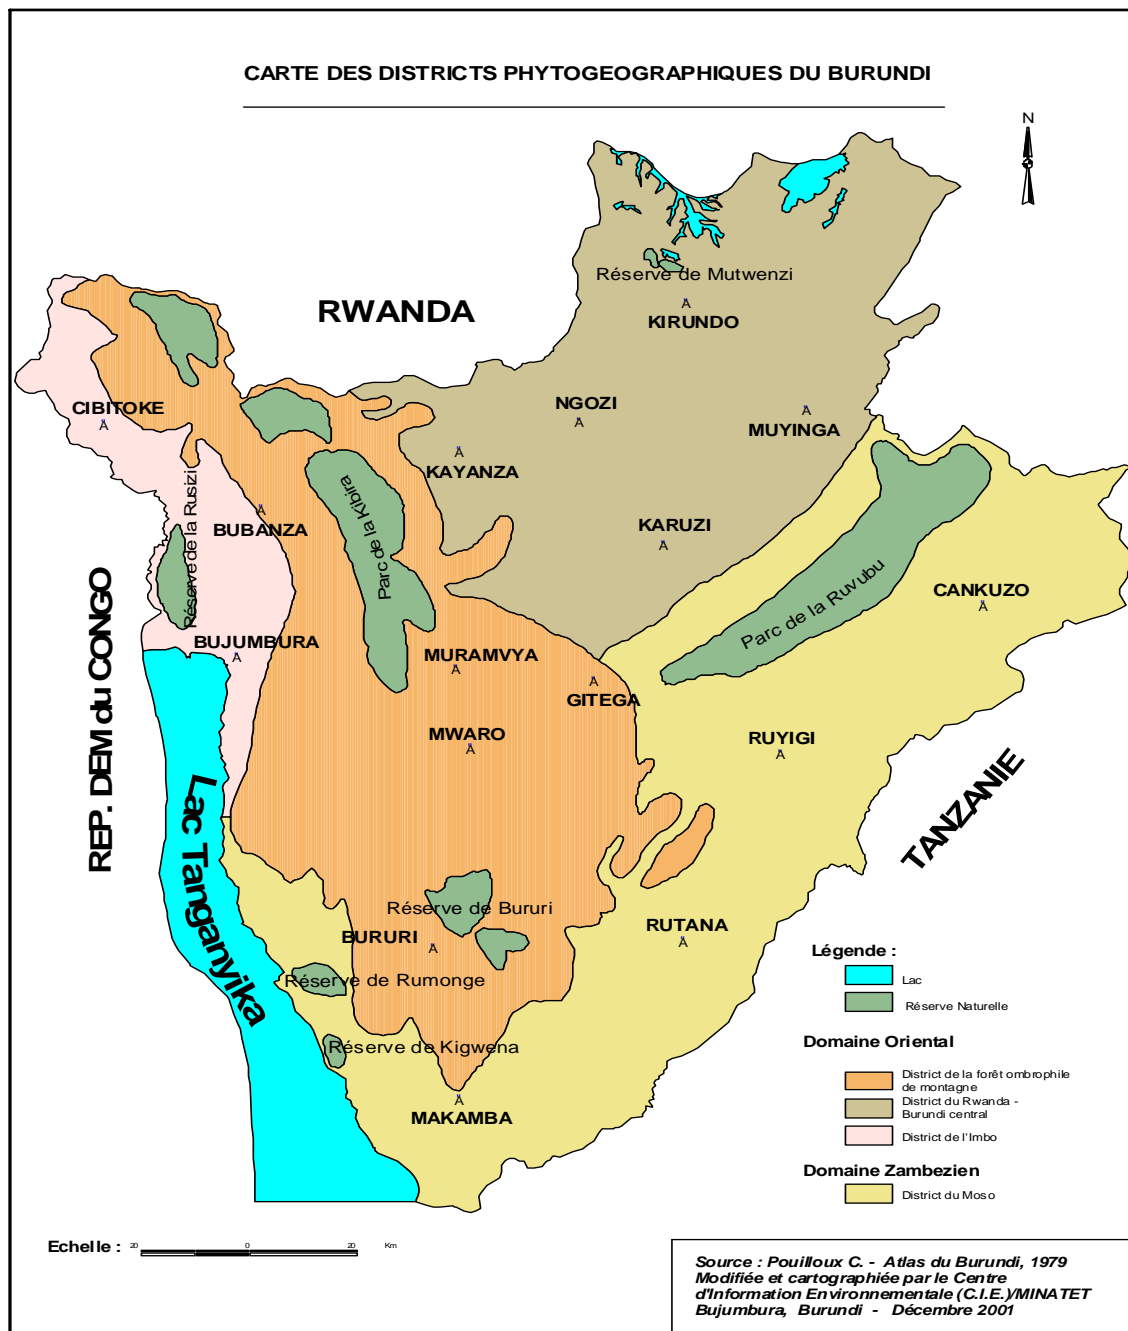 CARTE DES DISTRICTS PHYTOGEOGRAPHIQUES DU BURUNDI
N
Réserve de Mutwenzi
RWANDA
KIRUNDO
CIBITOKE
NGOZI
MUYINGA
KAYANZA
Réserve de la Rusizi
Parc de la Kibira
BUBANZA
KARUZI
REP. DEM du CONGO
Parc de la Ruvubu
CANKUZO
BUJUMBURA
MURAMVYA
GITEGA
MWARO
RUYIGI
Lac Tanganyika
TANZANIE
Réserve de Bururi
BURURI
RUTANA
Réserve de Rumonge
Réserve de Kigwena
MAKAMBA
Légende :
Lac
Réserve Naturelle
Domaine Oriental
District de la forêt ombrophile
de montagne
District du Rwanda -
Burundi central
District de l'Imbo
Domaine Zambezien
District du Moso
Echelle : 20 0 20 Km
Source : Pouilloux C. - Atlas du Burundi, 1979
Modifiée et cartographiée par le Centre
d'Information Environnementale (C.I.E.)/MINATET
Bujumbura, Burundi - Décembre 2001